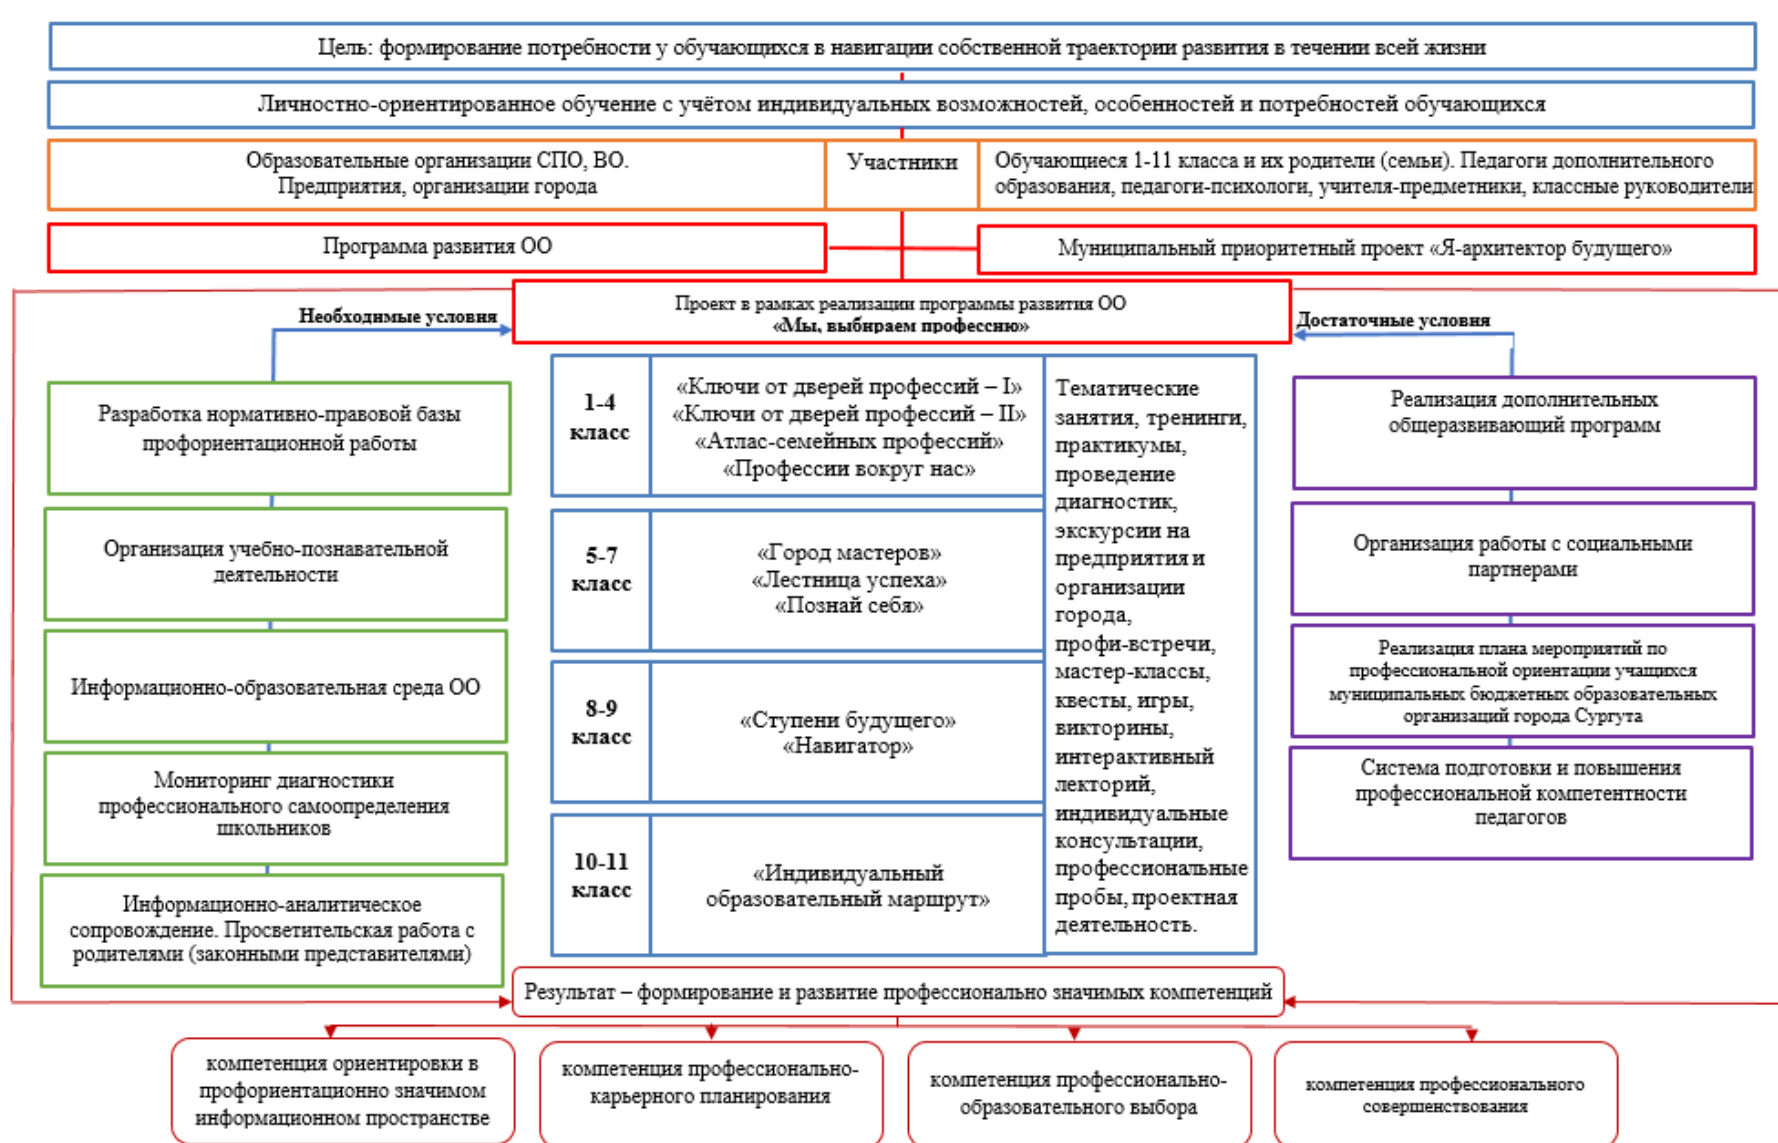 Цель: формирование потребности у обучающихся в навигации собственной траектории развития в течении всей жизни
Личностно-ориентированное обучение с учётом индивидуальных возможностей, особенностей и потребностей обучающихся
Образовательные организации СПО, ВО.
Предприятия, организации города
Участники
Обучающиеся 1-11 класса и их родители (семьи). Педагоги дополнительного
образования, педагоги-психологи, учителя-предметники, классные руководители
Программа развития ОО
Муниципальный приоритетный проект «Я-архитектор будущего»
Проект в рамках реализации программы развития ОО
«Мы, выбираем профессию»
Необходимые условия
Достаточные условия
Разработка нормативно-правовой базы
профориентационной работы
Организация учебно-познавательной
деятельности
Информационно-образовательная среда ОО
Мониторинг диагностики
профессионального самоопределения
школьников
Информационно-аналитическое
сопровождение. Просветительская работа с
родителями (законными представителями)
1-4
класс
«Ключи от дверей профессий – I»
«Ключи от дверей профессий – II»
«Атлас-семейных профессий»
«Профессии вокруг нас»
5-7
класс
«Город мастеров»
«Лестница успеха»
«Познай себя»
8-9
класс
«Ступени будущего»
«Навигатор»
10-11
класс
«Индивидуальный
образовательный маршрут»
Тематические
занятия, тренинги,
практикумы,
проведение
диагностик,
экскурсии на
предприятия и
организации
города,
профи-встречи,
мастер-классы,
квесты, игры,
викторины,
интерактивный
лекторий,
индивидуальные
консультации,
профессиональные
пробы, проектная
деятельность.
Реализация дополнительных
общеразвивающий программ
Организация работы с социальными
партнерами
Реализация плана мероприятий по
профессиональной ориентации учащихся
муниципальных бюджетных образовательных
организаций города Сургута
Система подготовки и повышения
профессиональной компетентности
педагогов
Результат – формирование и развитие профессионально значимых компетенций
компетенция ориентировки в
профориентационно значимом
информационном пространстве
компетенция профессионально-
карьерного планирования
компетенция профессионально-
образовательного выбора
компетенция профессионального
совершенствования